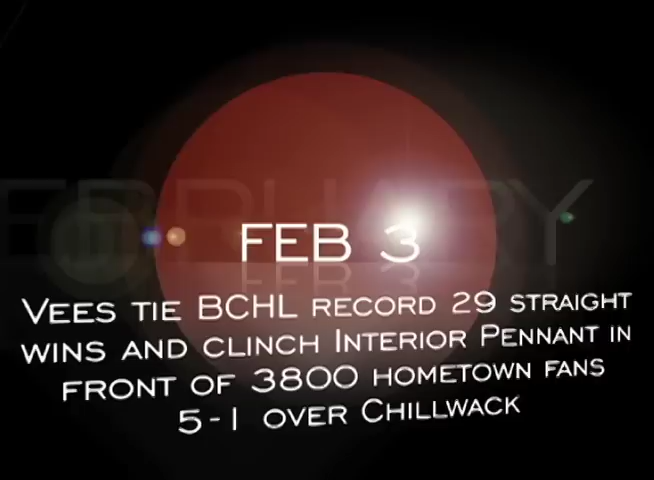 FEBRUARY
FEB 3
VEES TIE BCHL RECORD 29 STRAIGHT
WINS AND CLINCH INTERIOR PENNANT IN
FRONT OF 3800 HOMETOWN FANS
5-1 OVER CHILLWACK